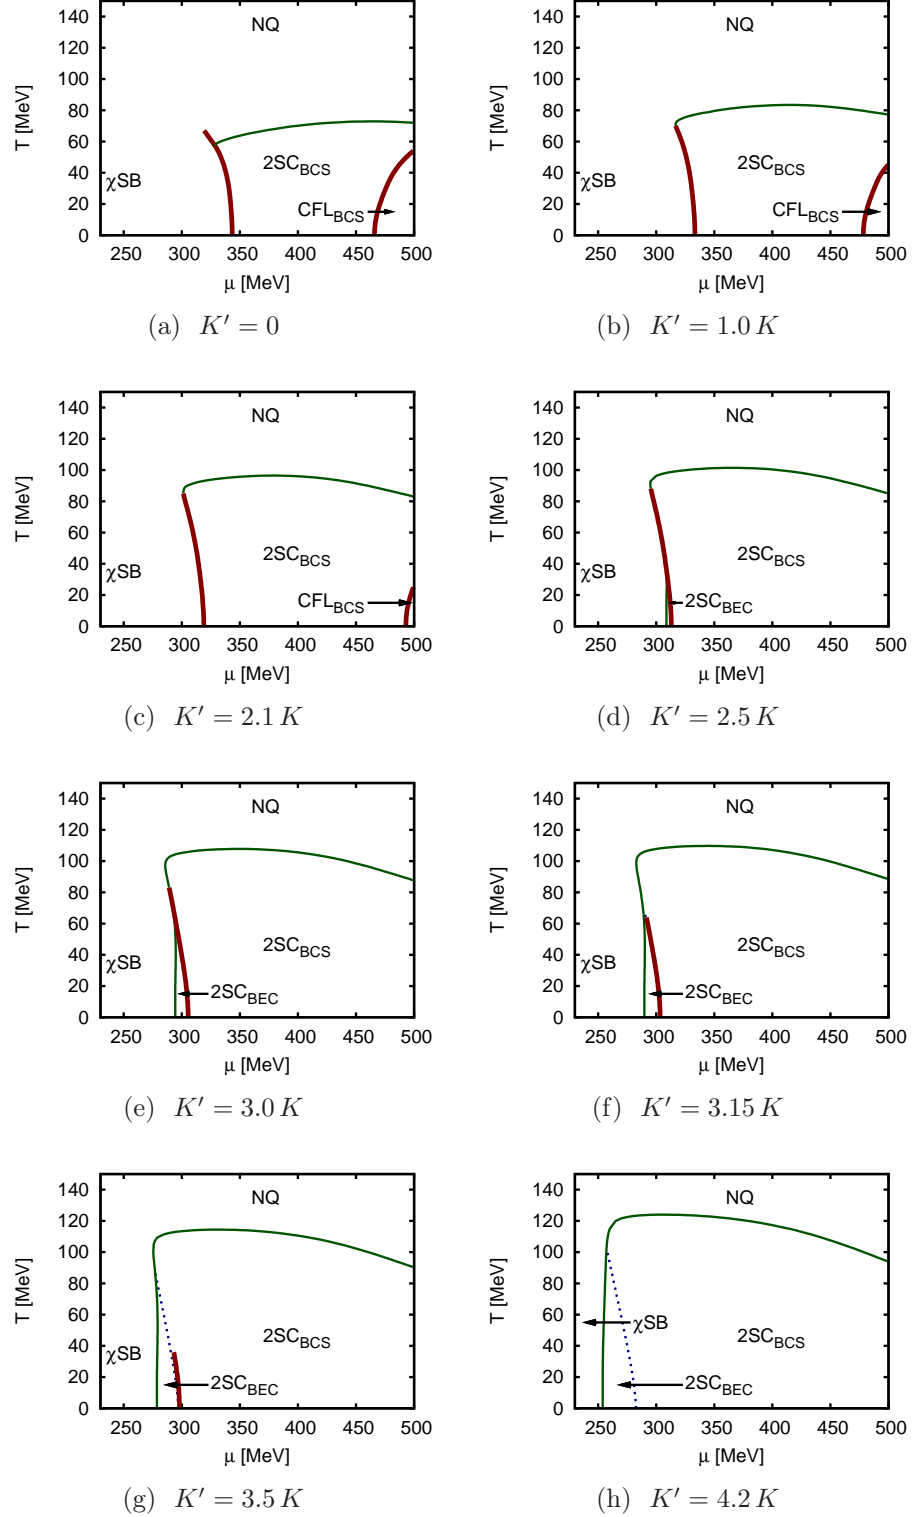 140
120
100
80
60
40
20
0
T [MeV]
NQ
2SC_BCS
χSB
CFL_BCS
250 300 350 400 450 500
μ [MeV]
(a) K′ = 0
140
120
100
80
60
40
20
0
T [MeV]
NQ
2SC_BCS
χSB
CFL_BCS
250 300 350 400 450 500
μ [MeV]
(b) K′ = 1.0 K
140
120
100
80
60
40
20
0
T [MeV]
NQ
2SC_BCS
χSB
CFL_BCS
250 300 350 400 450 500
μ [MeV]
(c) K′ = 2.1 K
140
120
100
80
60
40
20
0
T [MeV]
NQ
2SC_BCS
χSB
2SC_BEC
250 300 350 400 450 500
μ [MeV]
(d) K′ = 2.5 K
140
120
100
80
60
40
20
0
T [MeV]
NQ
2SC_BCS
χSB
2SC_BEC
250 300 350 400 450 500
μ [MeV]
(e) K′ = 3.0 K
140
120
100
80
60
40
20
0
T [MeV]
NQ
2SC_BCS
χSB
2SC_BEC
250 300 350 400 450 500
μ [MeV]
(f) K′ = 3.15 K
140
120
100
80
60
40
20
0
T [MeV]
NQ
2SC_BCS
χSB
2SC_BEC
250 300 350 400 450 500
μ [MeV]
(g) K′ = 3.5 K
140
120
100
80
60
40
20
0
T [MeV]
NQ
χSB
2SC_BCS
2SC_BEC
250 300 350 400 450 500
μ [MeV]
(h) K′ = 4.2 K